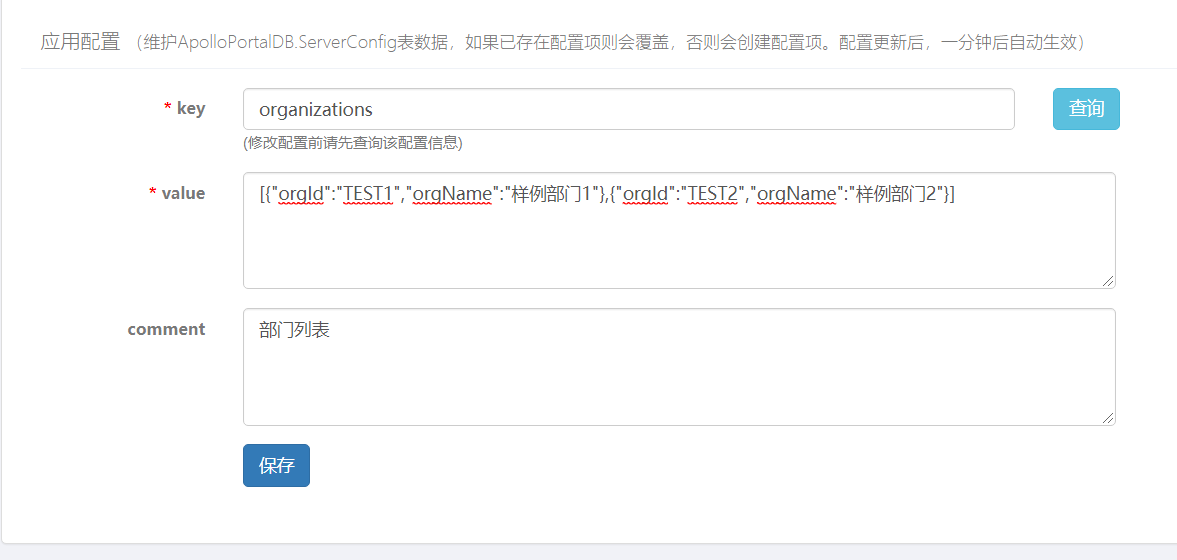 应用配置 （维护ApolloPortalDB.ServerConfig表数据，如果已存在配置项则会覆盖，否则会创建配置项。配置更新后，一分钟后自动生效）
* key organizations 查询
(修改配置前请先查询该配置信息)
* value [{"orgId":"TEST1","orgName":"样例部门1"},{"orgId":"TEST2","orgName":"样例部门2"}]
comment 部门列表
保存